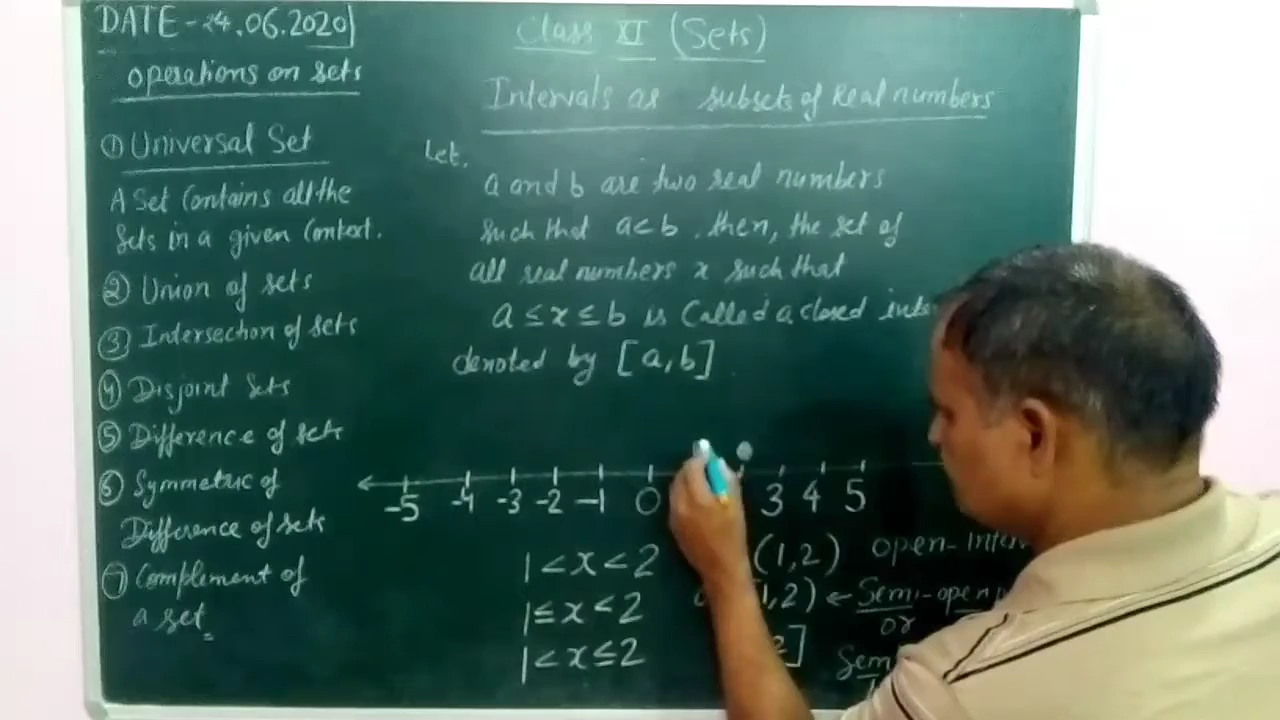 DATE - 24.06.2020
operations on sets
① Universal Set
A Set Contains all the
Sets in a given Context.
② Union of sets
③ Intersection of sets
④ Disjoint sets
⑤ Difference of sets
⑥ Symmetric of
Difference of sets
⑦ Complement of
a set
Class XI (Sets)
Intervals as subsets of Real numbers
Let.
a and b are two real numbers
such that a<b. then, the set of
all real numbers x such that
a ≤ x ≤ b is Called a closed
denoted by [a,b]
-5 -4 -3 -2 -1 0 3 4 5
1 < x < 2 (1,2) open-
1 ≤ x < 2 1,2) ← Semi-open
or
1 < x ≤ 2 2] Semi